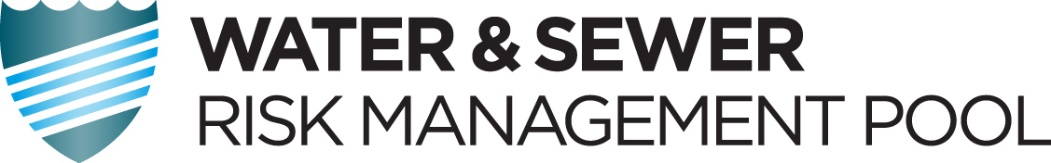 WATER & SEWER
RISK MANAGEMENT POOL